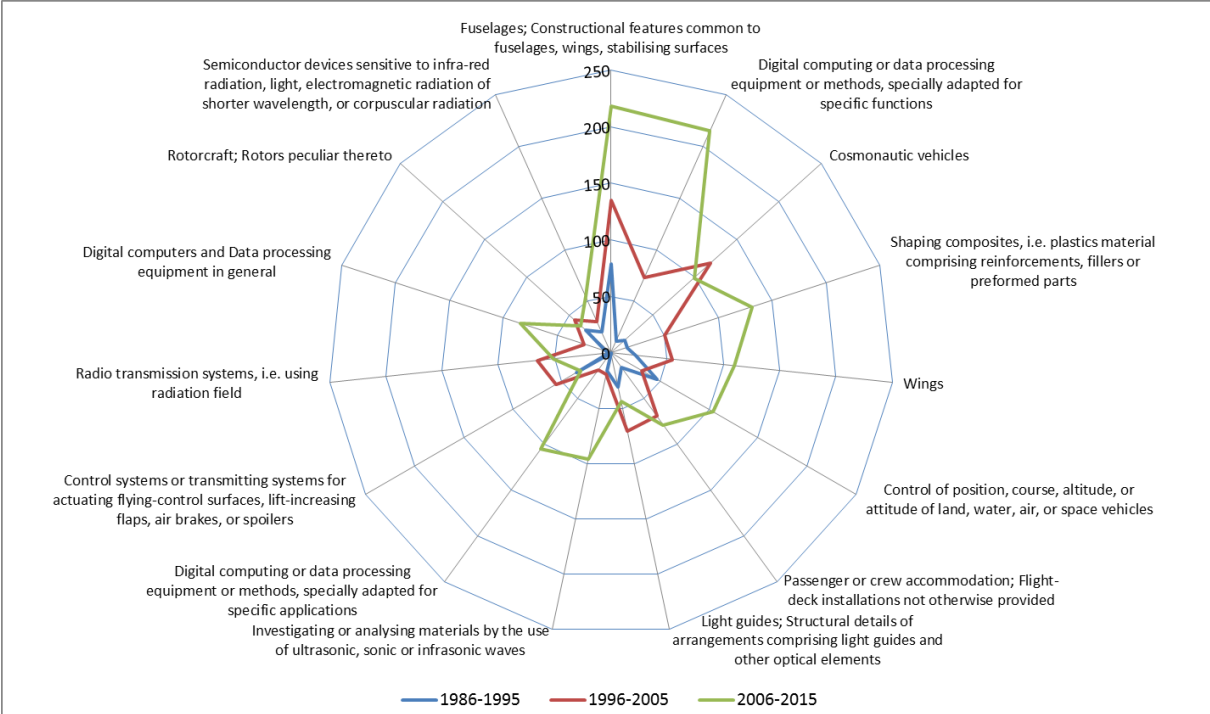 Fuselages; Constructional features common to
fuselages, wings, stabilising surfaces
Semiconductor devices sensitive to infra-red
radiation, light, electromagnetic radiation of
shorter wavelength, or corpuscular radiation
Digital computing or data processing
equipment or methods, specially adapted for
specific functions
250
200
150
100
50
0
Rotorcraft; Rotors peculiar thereto
Cosmonautic vehicles
Digital computers and Data processing
equipment in general
Shaping composites, i.e. plastics material
comprising reinforcements, fillers or
preformed parts
Radio transmission systems, i.e. using
radiation field
Wings
Control systems or transmitting systems for
actuating flying-control surfaces, lift-increasing
flaps, air brakes, or spoilers
Control of position, course, altitude, or
attitude of land, water, air, or space vehicles
Digital computing or data processing
equipment or methods, specially adapted for
specific applications
Passenger or crew accommodation; Flight-
deck installations not otherwise provided
Investigating or analysing materials by the use
of ultrasonic, sonic or infrasonic waves
Light guides; Structural details of
arrangements comprising light guides and
other optical elements
1986-1995 1996-2005 2006-2015